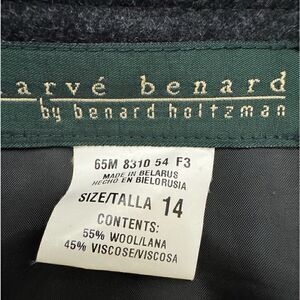 arvé benard
by benard holtzman
65M 8310 54 F3
MADE IN BELARUS
HECHO EN BIELORUSIA
SIZE/TALLA 14
CONTENTS:
55% WOOL/LANA
45% VISCOSE/VISCOSA